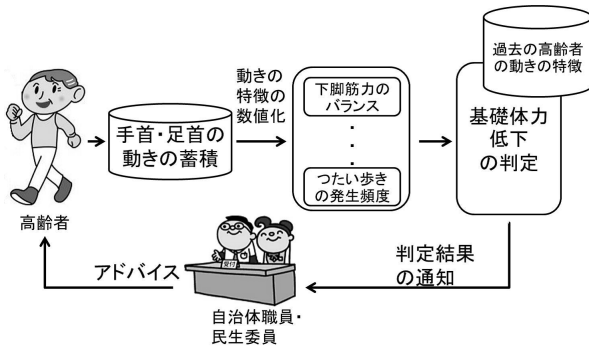 過去の高齢者
の動きの特徴
動きの
特徴の
数値化
下脚筋力の
バランス
・
・
・
つたい歩き
の発生頻度
基礎体力
低下
の判定
手首・足首の
動きの蓄積
高齢者
アドバイス
受付
判定結果
の通知
自治体職員・
民生委員